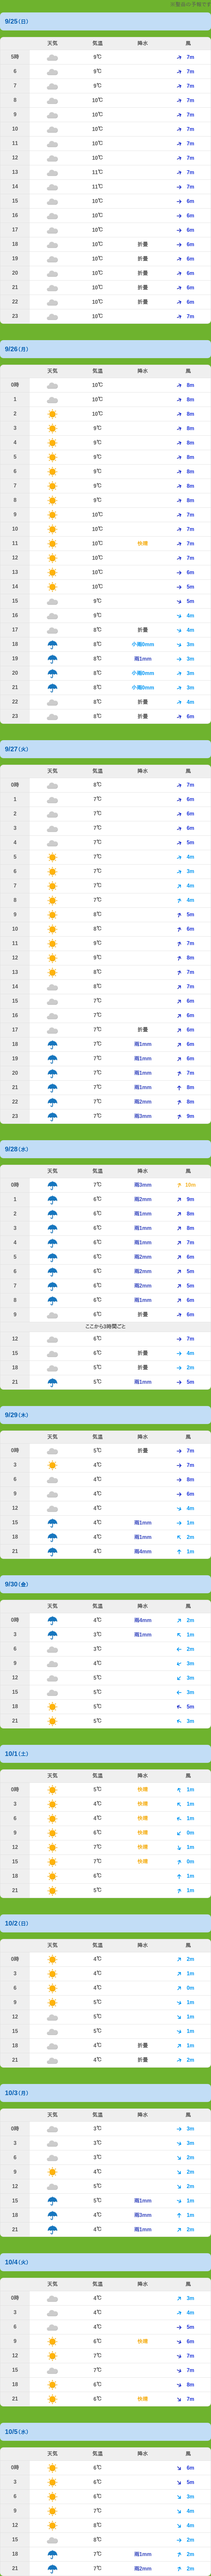 9/25(日)
天気 気温 降水 風
5時 9℃ 7m
6 9℃ 7m
7 9℃ 7m
8 10℃ 7m
9 10℃ 7m
10 10℃ 7m
11 10℃ 7m
12 10℃ 7m
13 11℃ 7m
14 11℃ 7m
15 10℃ 6m
16 10℃ 6m
17 10℃ 6m
18 10℃ 折畳 6m
19 10℃ 折畳 6m
20 10℃ 折畳 6m
21 10℃ 折畳 6m
22 10℃ 折畳 6m
23 10℃ 7m
9/26(月)
天気 気温 降水 風
0時 10℃ 8m
1 10℃ 8m
2 10℃ 8m
3 9℃ 8m
4 9℃ 8m
5 9℃ 8m
6 9℃ 8m
7 9℃ 8m
8 9℃ 8m
9 10℃ 7m
10 10℃ 7m
11 10℃ 快晴 7m
12 10℃ 7m
13 10℃ 6m
14 10℃ 5m
15 9℃ 5m
16 9℃ 4m
17 8℃ 折畳 4m
18 8℃ 小雨0mm 3m
19 8℃ 雨1mm 3m
20 8℃ 小雨0mm 3m
21 8℃ 小雨0mm 3m
22 8℃ 折畳 4m
23 8℃ 折畳 6m
9/27(火)
天気 気温 降水 風
0時 8℃ 7m
1 7℃ 6m
2 7℃ 6m
3 7℃ 6m
4 7℃ 5m
5 7℃ 4m
6 7℃ 3m
7 7℃ 4m
8 7℃ 4m
9 8℃ 5m
10 8℃ 6m
11 9℃ 7m
12 9℃ 8m
13 8℃ 7m
14 8℃ 7m
15 7℃ 6m
16 7℃ 6m
17 7℃ 折畳 6m
18 7℃ 雨1mm 6m
19 7℃ 雨1mm 6m
20 7℃ 雨1mm 7m
21 7℃ 雨1mm 8m
22 7℃ 雨2mm 8m
23 7℃ 雨3mm 9m
9/28(水)
天気 気温 降水 風
0時 7℃ 雨3mm 10m
1 6℃ 雨2mm 9m
2 6℃ 雨1mm 8m
3 6℃ 雨1mm 8m
4 6℃ 雨1mm 7m
5 6℃ 雨2mm 6m
6 6℃ 雨2mm 5m
7 6℃ 雨2mm 5m
8 6℃ 雨1mm 6m
9 6℃ 折畳 6m
ここから3時間ごと
12 6℃ 7m
15 6℃ 折畳 4m
18 5℃ 折畳 2m
21 5℃ 雨1mm 5m
9/29(木)
天気 気温 降水 風
0時 5℃ 折畳 7m
3 4℃ 7m
6 4℃ 8m
9 4℃ 6m
12 4℃ 4m
15 4℃ 雨1mm 1m
18 4℃ 雨1mm 2m
21 4℃ 雨4mm 1m
9/30(金)
天気 気温 降水 風
0時 4℃ 雨4mm 2m
3 3℃ 雨1mm 1m
6 3℃ 2m
9 4℃ 3m
12 5℃ 3m
15 5℃ 3m
18 5℃ 5m
21 5℃ 3m
10/1(土)
天気 気温 降水 風
0時 5℃ 快晴 1m
3 4℃ 快晴 1m
6 4℃ 快晴 1m
9 6℃ 快晴 0m
12 7℃ 快晴 1m
15 7℃ 快晴 0m
18 6℃ 1m
21 5℃ 1m
10/2(日)
天気 気温 降水 風
0時 4℃ 2m
3 4℃ 1m
6 4℃ 0m
9 5℃ 1m
12 5℃ 1m
15 5℃ 1m
18 4℃ 折畳 2m
21 4℃ 折畳 2m
10/3(月)
天気 気温 降水 風
0時 3℃ 3m
3 3℃ 3m
6 3℃ 2m
9 4℃ 2m
12 5℃ 2m
15 5℃ 雨1mm 1m
18 4℃ 雨3mm 1m
21 4℃ 雨1mm 2m
10/4(火)
天気 気温 降水 風
0時 4℃ 3m
3 4℃ 4m
6 4℃ 5m
9 6℃ 快晴 6m
12 7℃ 7m
15 7℃ 7m
18 6℃ 8m
21 6℃ 快晴 7m
10/5(水)
天気 気温 降水 風
0時 6℃ 6m
3 6℃ 5m
6 6℃ 3m
9 7℃ 4m
12 8℃ 4m
15 8℃ 2m
18 7℃ 雨1mm 2m
21 7℃ 雨2mm 2m